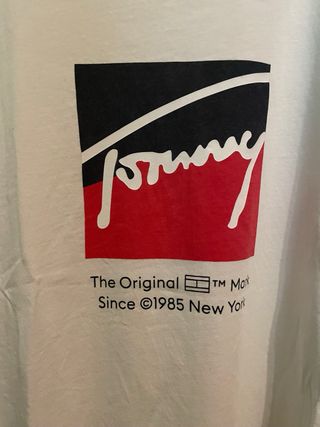 Tommy
The Original ™ Mark
Since ©1985 New York